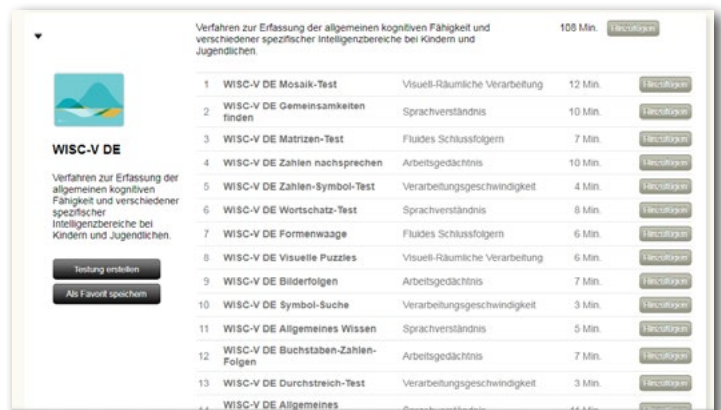 Verfahren zur Erfassung der allgemeinen kognitiven Fähigkeit und
verschiedener spezifischer Intelligenzbereiche bei Kindern und
Jugendlichen.
108 Min. Hinzufügen
WISC-V DE
Verfahren zur Erfassung der
allgemeinen kognitiven
Fähigkeit und verschiedener
spezifischer
Intelligenzbereiche bei
Kindern und Jugendlichen.
Testung erstellen
Als Favorit speichern
1 WISC-V DE Mosaik-Test Visuell-Räumliche Verarbeitung 12 Min. Hinzufügen
2 WISC-V DE Gemeinsamkeiten
finden Sprachverständnis 10 Min. Hinzufügen
3 WISC-V DE Matrizen-Test Fluides Schlussfolgern 7 Min. Hinzufügen
4 WISC-V DE Zahlen nachsprechen Arbeitsgedächtnis 10 Min. Hinzufügen
5 WISC-V DE Zahlen-Symbol-Test Verarbeitungsgeschwindigkeit 4 Min. Hinzufügen
6 WISC-V DE Wortschatz-Test Sprachverständnis 8 Min. Hinzufügen
7 WISC-V DE Formenwaage Fluides Schlussfolgern 6 Min. Hinzufügen
8 WISC-V DE Visuelle Puzzles Visuell-Räumliche Verarbeitung 6 Min. Hinzufügen
9 WISC-V DE Bilderfolgen Arbeitsgedächtnis 7 Min. Hinzufügen
10 WISC-V DE Symbol-Suche Verarbeitungsgeschwindigkeit 3 Min. Hinzufügen
11 WISC-V DE Allgemeines Wissen Sprachverständnis 5 Min. Hinzufügen
12 WISC-V DE Buchstaben-Zahlen-
Folgen Arbeitsgedächtnis 7 Min. Hinzufügen
13 WISC-V DE Durchstreich-Test Verarbeitungsgeschwindigkeit 3 Min. Hinzufügen
WISC-V DE Allgemeines